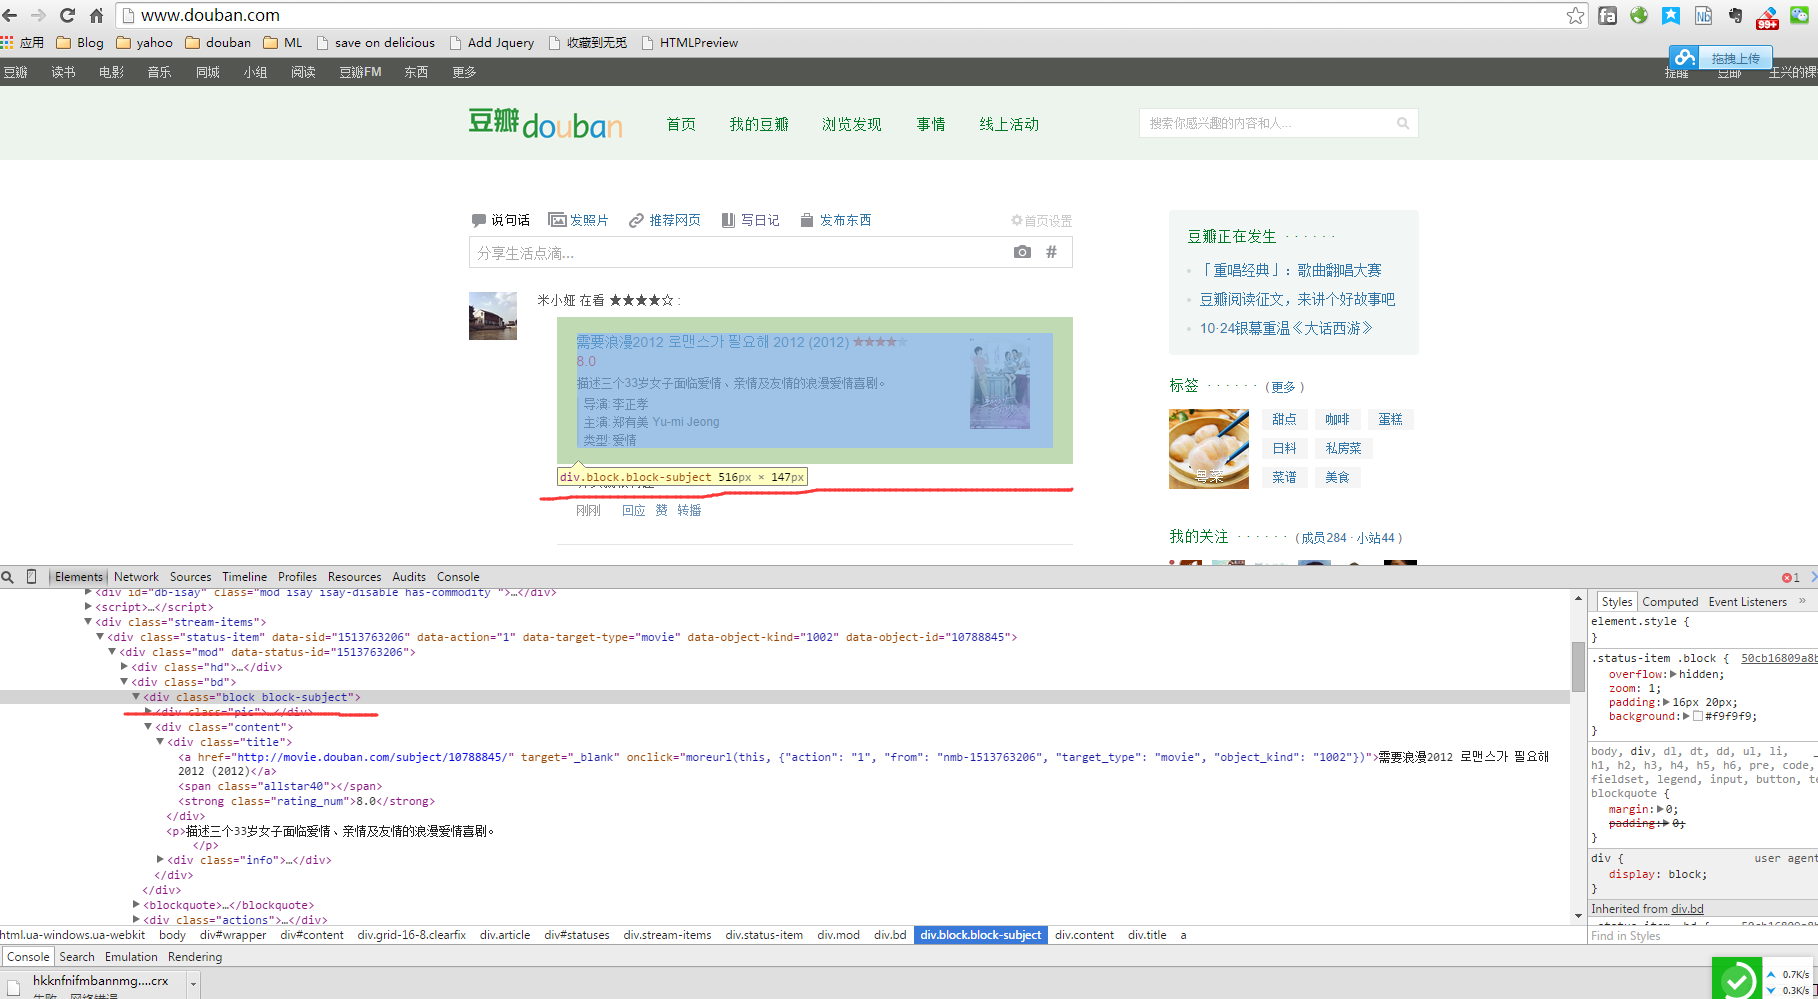 www.douban.com
应用 Blog yahoo douban ML save on delicious Add Jquery 收藏到无觅 HTMLPreview
99+
拖拽上传
豆瓣 读书 电影 音乐 同城 小组 阅读 豆瓣FM 东西 更多 提醒 豆邮
豆瓣 douban 首页 我的豆瓣 浏览发现 事情 线上活动 搜索你感兴趣的内容和人...
说句话 发照片 推荐网页 写日记 发布东西 首页设置
分享生活点滴... #
米小娅 在看 ★★★★☆ :
需要浪漫2012 로맨스가 필요해 2012 (2012) ★★★★★
8.0
描述三个33岁女子面临爱情、亲情及友情的浪漫爱情喜剧。
导演: 李正孝
主演: 郑有美 Yu-mi Jeong
类型: 爱情
div.block.block-subject 516px × 147px
刚刚 回应 赞 转播
豆瓣正在发生 · · · · · ·
「重唱经典」：歌曲翻唱大赛
豆瓣阅读征文，来讲个好故事吧
10·24银幕重温《大话西游》
标签 · · · · · · ( 更多 )
粤菜
甜点 咖啡 蛋糕
日料 私房菜
菜谱 美食
我的关注 · · · · · · ( 成员284 · 小站44 )
Elements Network Sources Timeline Profiles Resources Audits Console 1
<div id="db-isay" class="mod isay isay-disable has-commodity ">…</div>
<script>…</script>
<div class="stream-items">
<div class="status-item" data-sid="1513763206" data-action="1" data-target-type="movie" data-object-kind="1002" data-object-id="10788845">
<div class="mod" data-status-id="1513763206">
<div class="hd">…</div>
<div class="bd">
<div class="block block-subject">
<div class="pic">…</div>
<div class="content">
<div class="title">
<a href="http://movie.douban.com/subject/10788845/" target="_blank" onclick="moreurl(this, {"action": "1", "from": "nmb-1513763206", "target_type": "movie", "object_kind": "1002"})">需要浪漫2012 로맨스가 필요해
2012 (2012)</a>
<span class="allstar40"></span>
<strong class="rating_num">8.0</strong>
</div>
<p>描述三个33岁女子面临爱情、亲情及友情的浪漫爱情喜剧。
</p>
<div class="info">…</div>
</div>
</div>
<blockquote>…</blockquote>
<div class="actions">…</div>
Styles Computed Event Listeners »
element.style {
}
.status-item .block { 50cb16809a8b
overflow: hidden;
zoom: 1;
padding: 16px 20px;
background: #f9f9f9;
}
body, div, dl, dt, dd, ul, li,
h1, h2, h3, h4, h5, h6, pre, code,
fieldset, legend, input, button, te
blockquote {
margin: 0;
padding: 0;
}
div { user agent
display: block;
}
Inherited from div.bd
Find in Styles
html.ua-windows.ua-webkit body div#wrapper div#content div.grid-16-8.clearfix div.article div#statuses div.stream-items div.status-item div.mod div.bd div.block.block-subject div.content div.title a
Console Search Emulation Rendering
hkknfnifmbannmg....crx
0.7K/s
0.3K/s